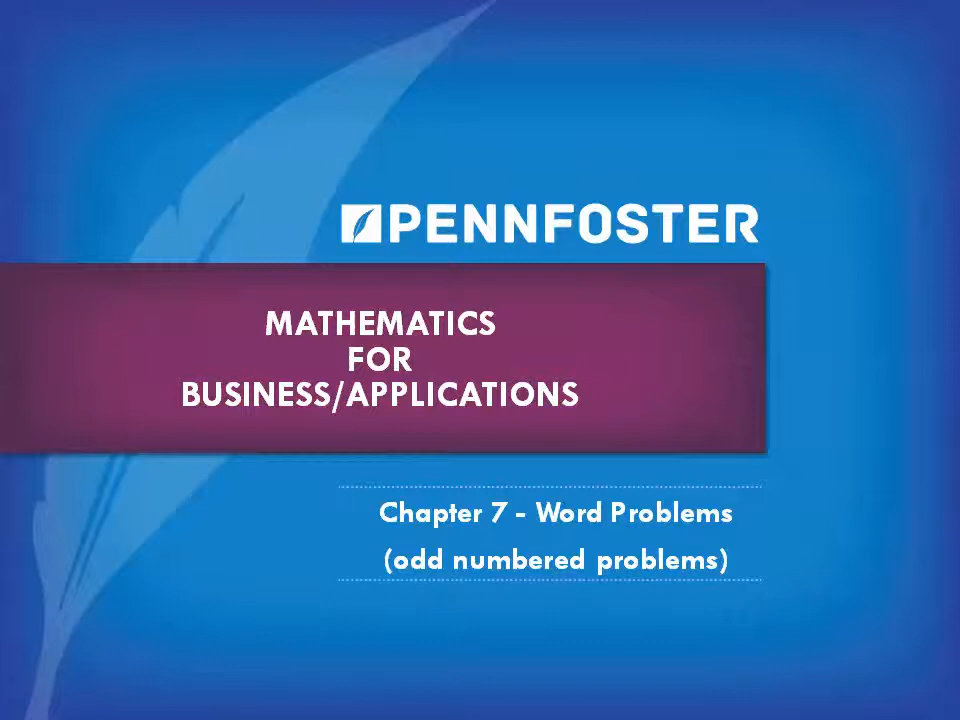 PENNFOSTER
MATHEMATICS
FOR
BUSINESS/APPLICATIONS
Chapter 7 - Word Problems
(odd numbered problems)